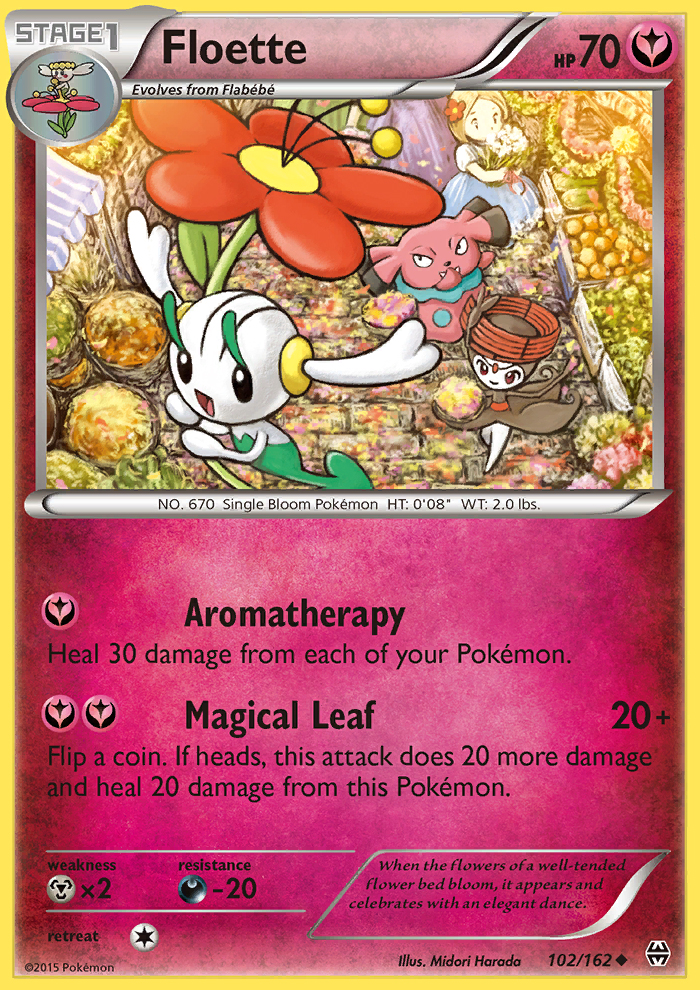 STAGE1
Floette
HP70
Evolves from Flabébé
NO. 670 Single Bloom Pokémon HT: 0'08" WT: 2.0 lbs.
Aromatherapy
Heal 30 damage from each of your Pokémon.
Magical Leaf 20+
Flip a coin. If heads, this attack does 20 more damage
and heal 20 damage from this Pokémon.
weakness resistance
×2 -20
retreat
When the flowers of a well-tended
flower bed bloom, it appears and
celebrates with an elegant dance.
Illus. Midori Harada 102/162
©2015 Pokémon